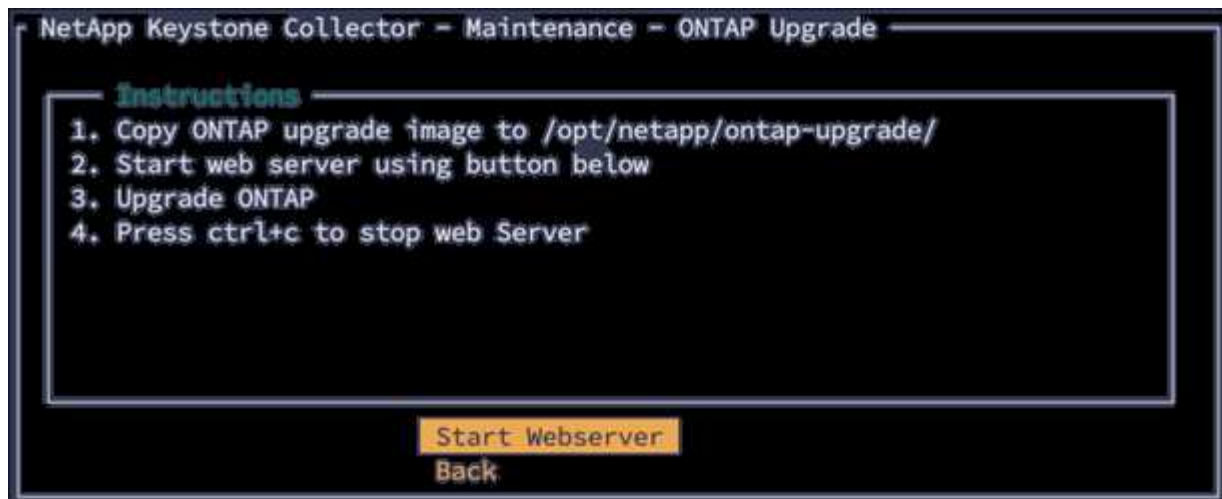 NetApp Keystone Collector - Maintenance - ONTAP Upgrade
Instructions
1. Copy ONTAP upgrade image to /opt/netapp/ontap-upgrade/
2. Start web server using button below
3. Upgrade ONTAP
4. Press ctrl+c to stop web Server
Start Webserver
Back